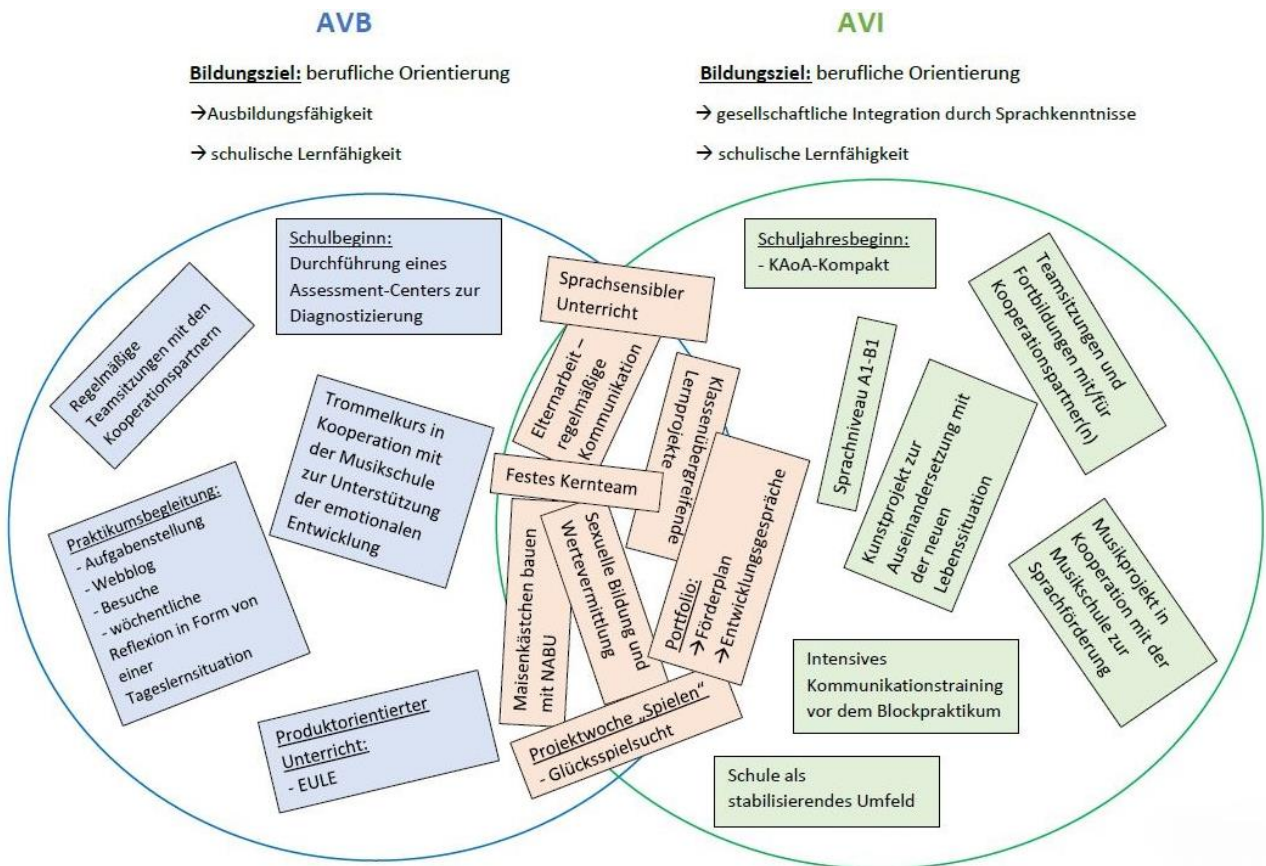 AVB
Bildungsziel: berufliche Orientierung
→Ausbildungsfähigkeit
→ schulische Lernfähigkeit
AVI
Bildungsziel: berufliche Orientierung
→ gesellschaftliche Integration durch Sprachkenntnisse
→ schulische Lernfähigkeit
Schulbeginn:
Durchführung eines
Assessment-Centers zur
Diagnostizierung
Regelmäßige
Teamsitzungen mit den
Kooperationspartnern
Trommelkurs in
Kooperation mit
der Musikschule
zur Unterstützung
der emotionalen
Entwicklung
Praktikumsbegleitung:
- Aufgabenstellung
- Webblog
- Besuche
- wöchentliche
Reflexion in Form von
einer
Tageslernsituation
Produktorientierter
Unterricht:
- EULE
Sprachsensibler
Unterricht
Elternarbeit –
regelmäßige
Kommunikation
Klassenübergreifende
Lernprojekte
Festes Kernteam
Maisenkästchen bauen
mit NABU
Sexuelle Bildung und
Wertevermittlung
Portfolio:
→ Förderplan
→ Entwicklungsgespräche
Projektwoche „Spielen“
- Glücksspielsucht
Schuljahresbeginn:
- KAoA-Kompakt
Teamsitzungen und
Fortbildungen mit/für
Kooperationspartner(n)
Sprachniveau A1-B1
Kunstprojekt zur
Auseinandersetzung mit
der neuen
Lebenssituation
Musikprojekt in
Kooperation mit der
Musikschule zur
Sprachförderung
Intensives
Kommunikationstraining
vor dem Blockpraktikum
Schule als
stabilisierendes Umfeld